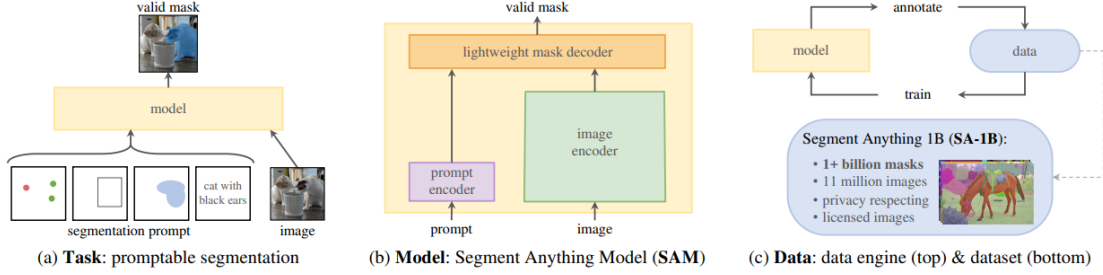 valid mask
model
cat with
black ears
segmentation prompt
image
(a) Task: promptable segmentation
valid mask
lightweight mask decoder
image
encoder
prompt
encoder
prompt
image
(b) Model: Segment Anything Model (SAM)
annotate
model
data
train
Segment Anything 1B (SA-1B):
• 1+ billion masks
• 11 million images
• privacy respecting
• licensed images
(c) Data: data engine (top) & dataset (bottom)